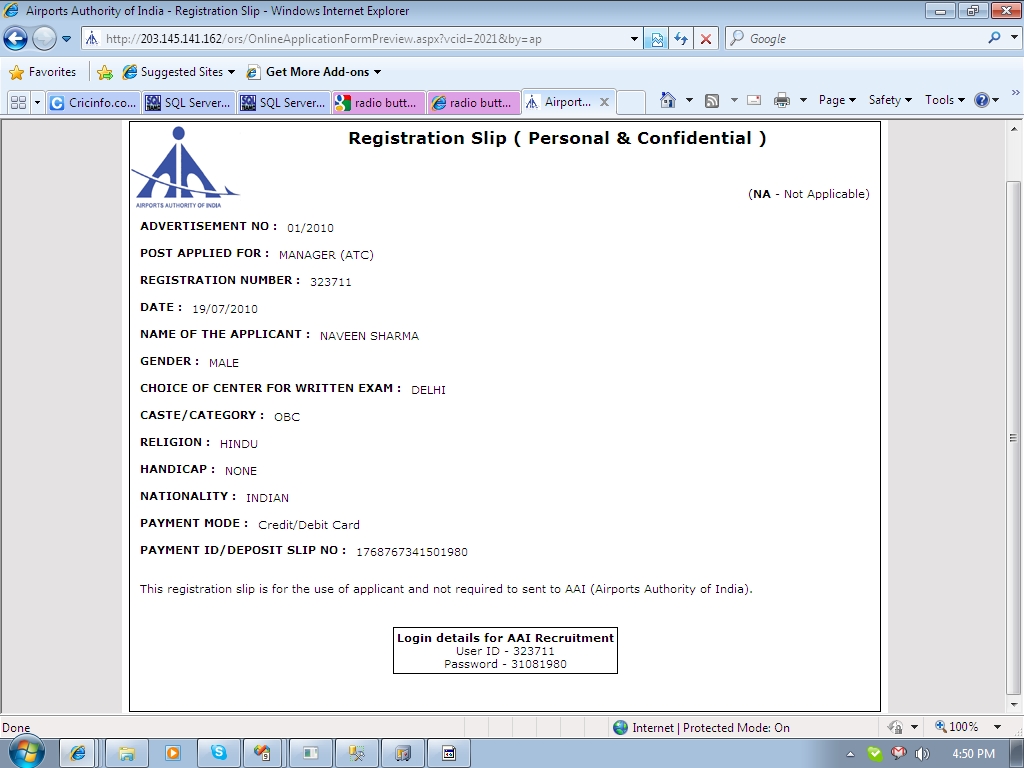 Airports Authority of India - Registration Slip - Windows Internet Explorer
http://203.145.141.162/ors/OnlineApplicationFormPreview.aspx?vcid=2021&by=ap
Google
Favorites Suggested Sites Get More Add-ons
Cricinfo.co... SQL Server... SQL Server... radio butt... radio butt... Airport... Page Safety Tools
Registration Slip ( Personal & Confidential )
AIRPORTS AUTHORITY OF INDIA
(NA - Not Applicable)
ADVERTISEMENT NO : 01/2010
POST APPLIED FOR : MANAGER (ATC)
REGISTRATION NUMBER : 323711
DATE : 19/07/2010
NAME OF THE APPLICANT : NAVEEN SHARMA
GENDER : MALE
CHOICE OF CENTER FOR WRITTEN EXAM : DELHI
CASTE/CATEGORY : OBC
RELIGION : HINDU
HANDICAP : NONE
NATIONALITY : INDIAN
PAYMENT MODE : Credit/Debit Card
PAYMENT ID/DEPOSIT SLIP NO : 1768767341501980
This registration slip is for the use of applicant and not required to sent to AAI (Airports Authority of India).
Login details for AAI Recruitment
User ID - 323711
Password - 31081980
Done Internet | Protected Mode: On 100%
4:50 PM